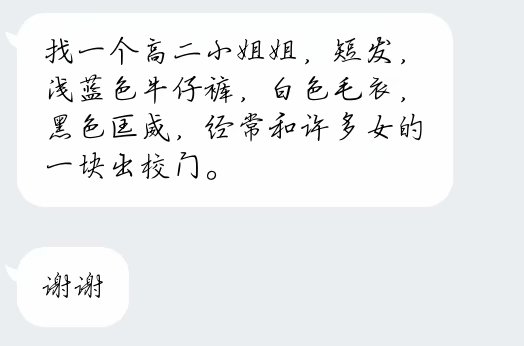 找一个高二小姐姐，短发，
浅蓝色牛仔裤，白色毛衣，
黑色匡威，经常和许多女的
一块出校门。
谢谢